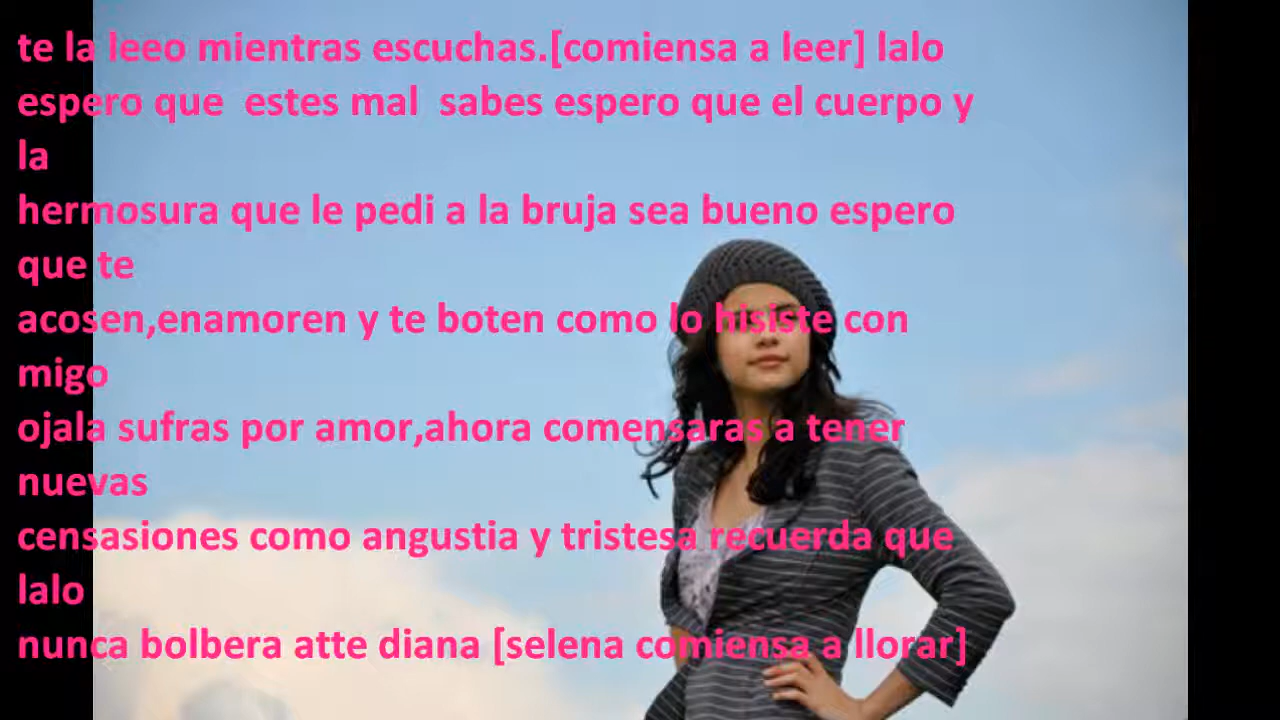 te la leeo mientras escuchas.[comiensa a leer] lalo
espero que  estes mal  sabes espero que el cuerpo y
la
hermosura que le pedi a la bruja sea bueno espero
que te
acosen,enamoren y te boten como lo hisiste con
migo
ojala sufras por amor,ahora comensaras a tener
nuevas
censasiones como angustia y tristesa recuerda que
lalo
nunca bolbera atte diana [selena comiensa a llorar]